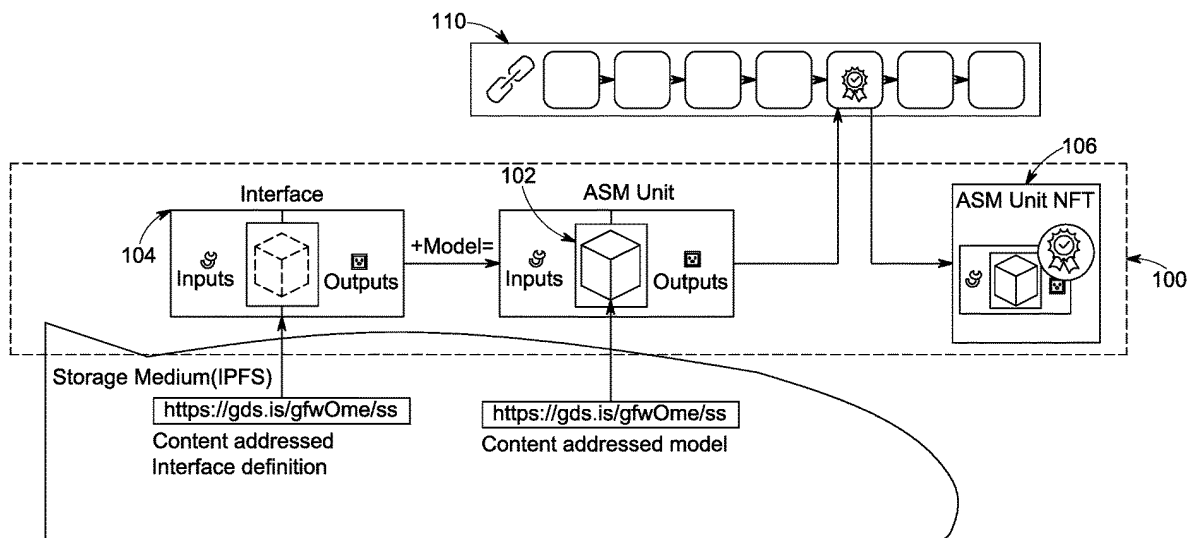 110
106
102
Interface
ASM Unit
ASM Unit NFT
104
+Model=
Inputs
Outputs
Inputs
Outputs
100
Storage Medium(IPFS)
https://gds.is/gfwOme/ss
https://gds.is/gfwOme/ss
Content addressed
Interface definition
Content addressed model